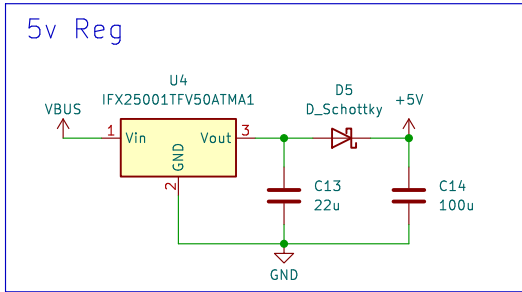 5v Reg
U4
IFX25001TFV50ATMA1
D5
D_Schottky
+5V
VBUS
1
Vin
Vout
3
GND
2
C13
22u
C14
100u
GND